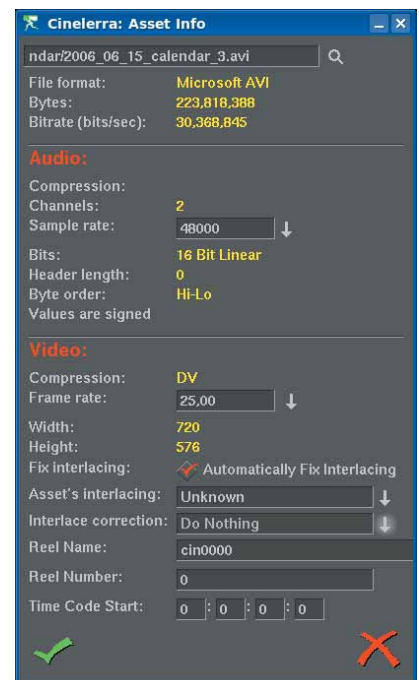 Cinelerra: Asset Info
ndar/2006_06_15_calendar_3.avi
File format: Microsoft AVI
Bytes: 223,818,388
Bitrate (bits/sec): 30,368,845
Audio:
Compression:
Channels: 2
Sample rate: 48000
Bits: 16 Bit Linear
Header length: 0
Byte order: Hi-Lo
Values are signed
Video:
Compression: DV
Frame rate: 25,00
Width: 720
Height: 576
Fix interlacing: Automatically Fix Interlacing
Asset's interlacing: Unknown
Interlace correction: Do Nothing
Reel Name: cin0000
Reel Number: 0
Time Code Start: 0 : 0 : 0 : 0